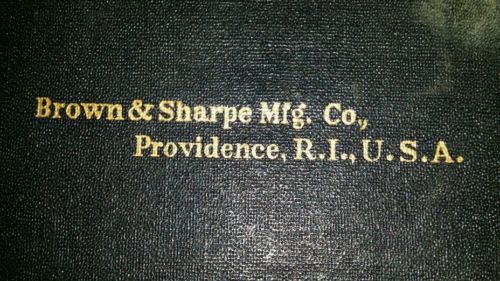 Brown & Sharpe Mfg. Co.,
Providence, R.I., U.S.A.